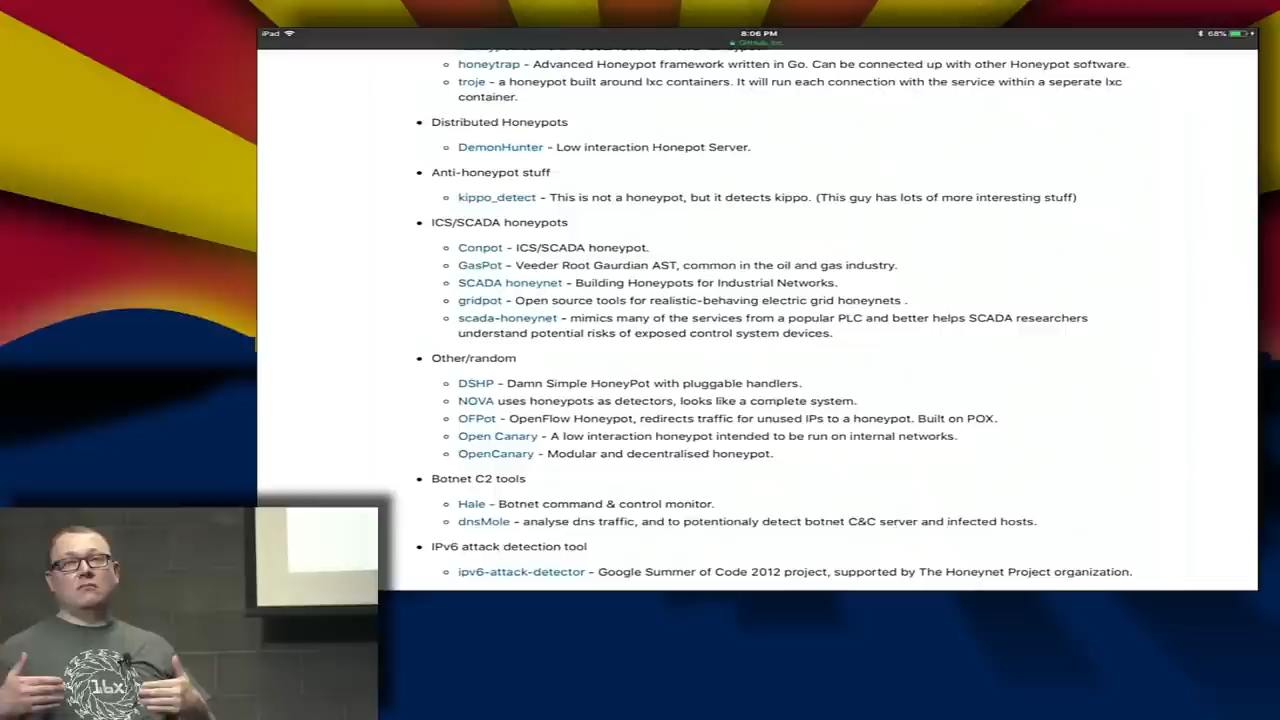 iPad
8:06 PM
68%
GitHub, Inc.
honeytrap - Advanced Honeypot framework written in Go. Can be connected up with other Honeypot software.
troje - a honeypot built around lxc containers. It will run each connection with the service within a seperate lxc
container.
Distributed Honeypots
DemonHunter - Low interaction Honepot Server.
Anti-honeypot stuff
kippo_detect - This is not a honeypot, but it detects kippo. (This guy has lots of more interesting stuff)
ICS/SCADA honeypots
Conpot - ICS/SCADA honeypot.
GasPot - Veeder Root Gaurdian AST, common in the oil and gas industry.
SCADA honeynet - Building Honeypots for Industrial Networks.
gridpot - Open source tools for realistic-behaving electric grid honeynets .
scada-honeynet - mimics many of the services from a popular PLC and better helps SCADA researchers
understand potential risks of exposed control system devices.
Other/random
DSHP - Damn Simple HoneyPot with pluggable handlers.
NOVA uses honeypots as detectors, looks like a complete system.
OFPot - OpenFlow Honeypot, redirects traffic for unused IPs to a honeypot. Built on POX.
Open Canary - A low interaction honeypot intended to be run on internal networks.
OpenCanary - Modular and decentralised honeypot.
Botnet C2 tools
Hale - Botnet command & control monitor.
dnsMole - analyse dns traffic, and to potentionaly detect botnet C&C server and infected hosts.
IPv6 attack detection tool
ipv6-attack-detector - Google Summer of Code 2012 project, supported by The Honeynet Project organization.